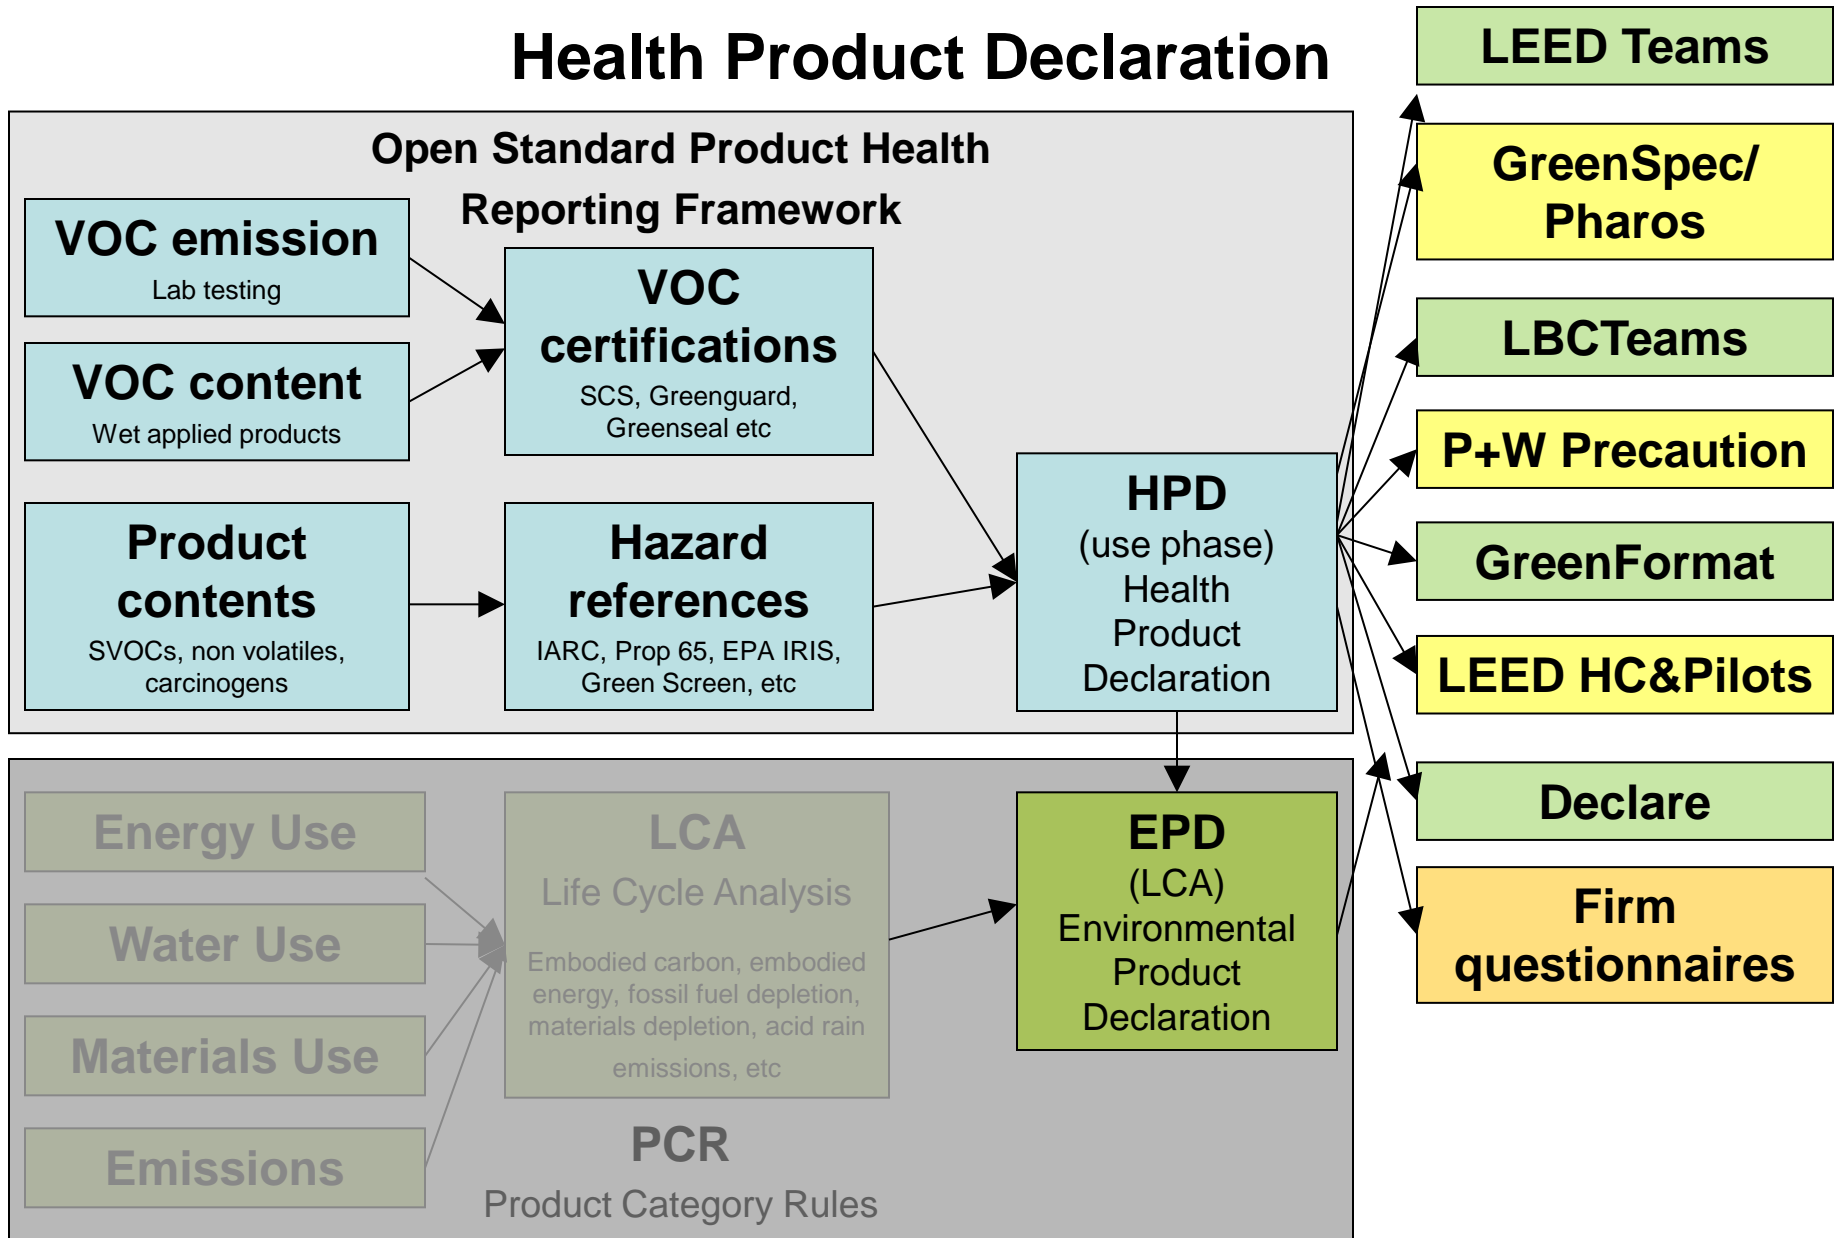 Health Product Declaration
Open Standard Product Health
Reporting Framework
VOC emission
Lab testing
VOC content
Wet applied products
VOC
certifications
SCS, Greenguard,
Greenseal etc
Product
contents
SVOCs, non volatiles,
carcinogens
Hazard
references
IARC, Prop 65, EPA IRIS,
Green Screen, etc
HPD
(use phase)
Health
Product
Declaration
Energy Use
Water Use
Materials Use
Emissions
LCA
Life Cycle Analysis
Embodied carbon, embodied
energy, fossil fuel depletion,
materials depletion, acid rain
emissions, etc
PCR
Product Category Rules
EPD
(LCA)
Environmental
Product
Declaration
LEED Teams
GreenSpec/
Pharos
LBCTeams
P+W Precaution
GreenFormat
LEED HC&Pilots
Declare
Firm
questionnaires